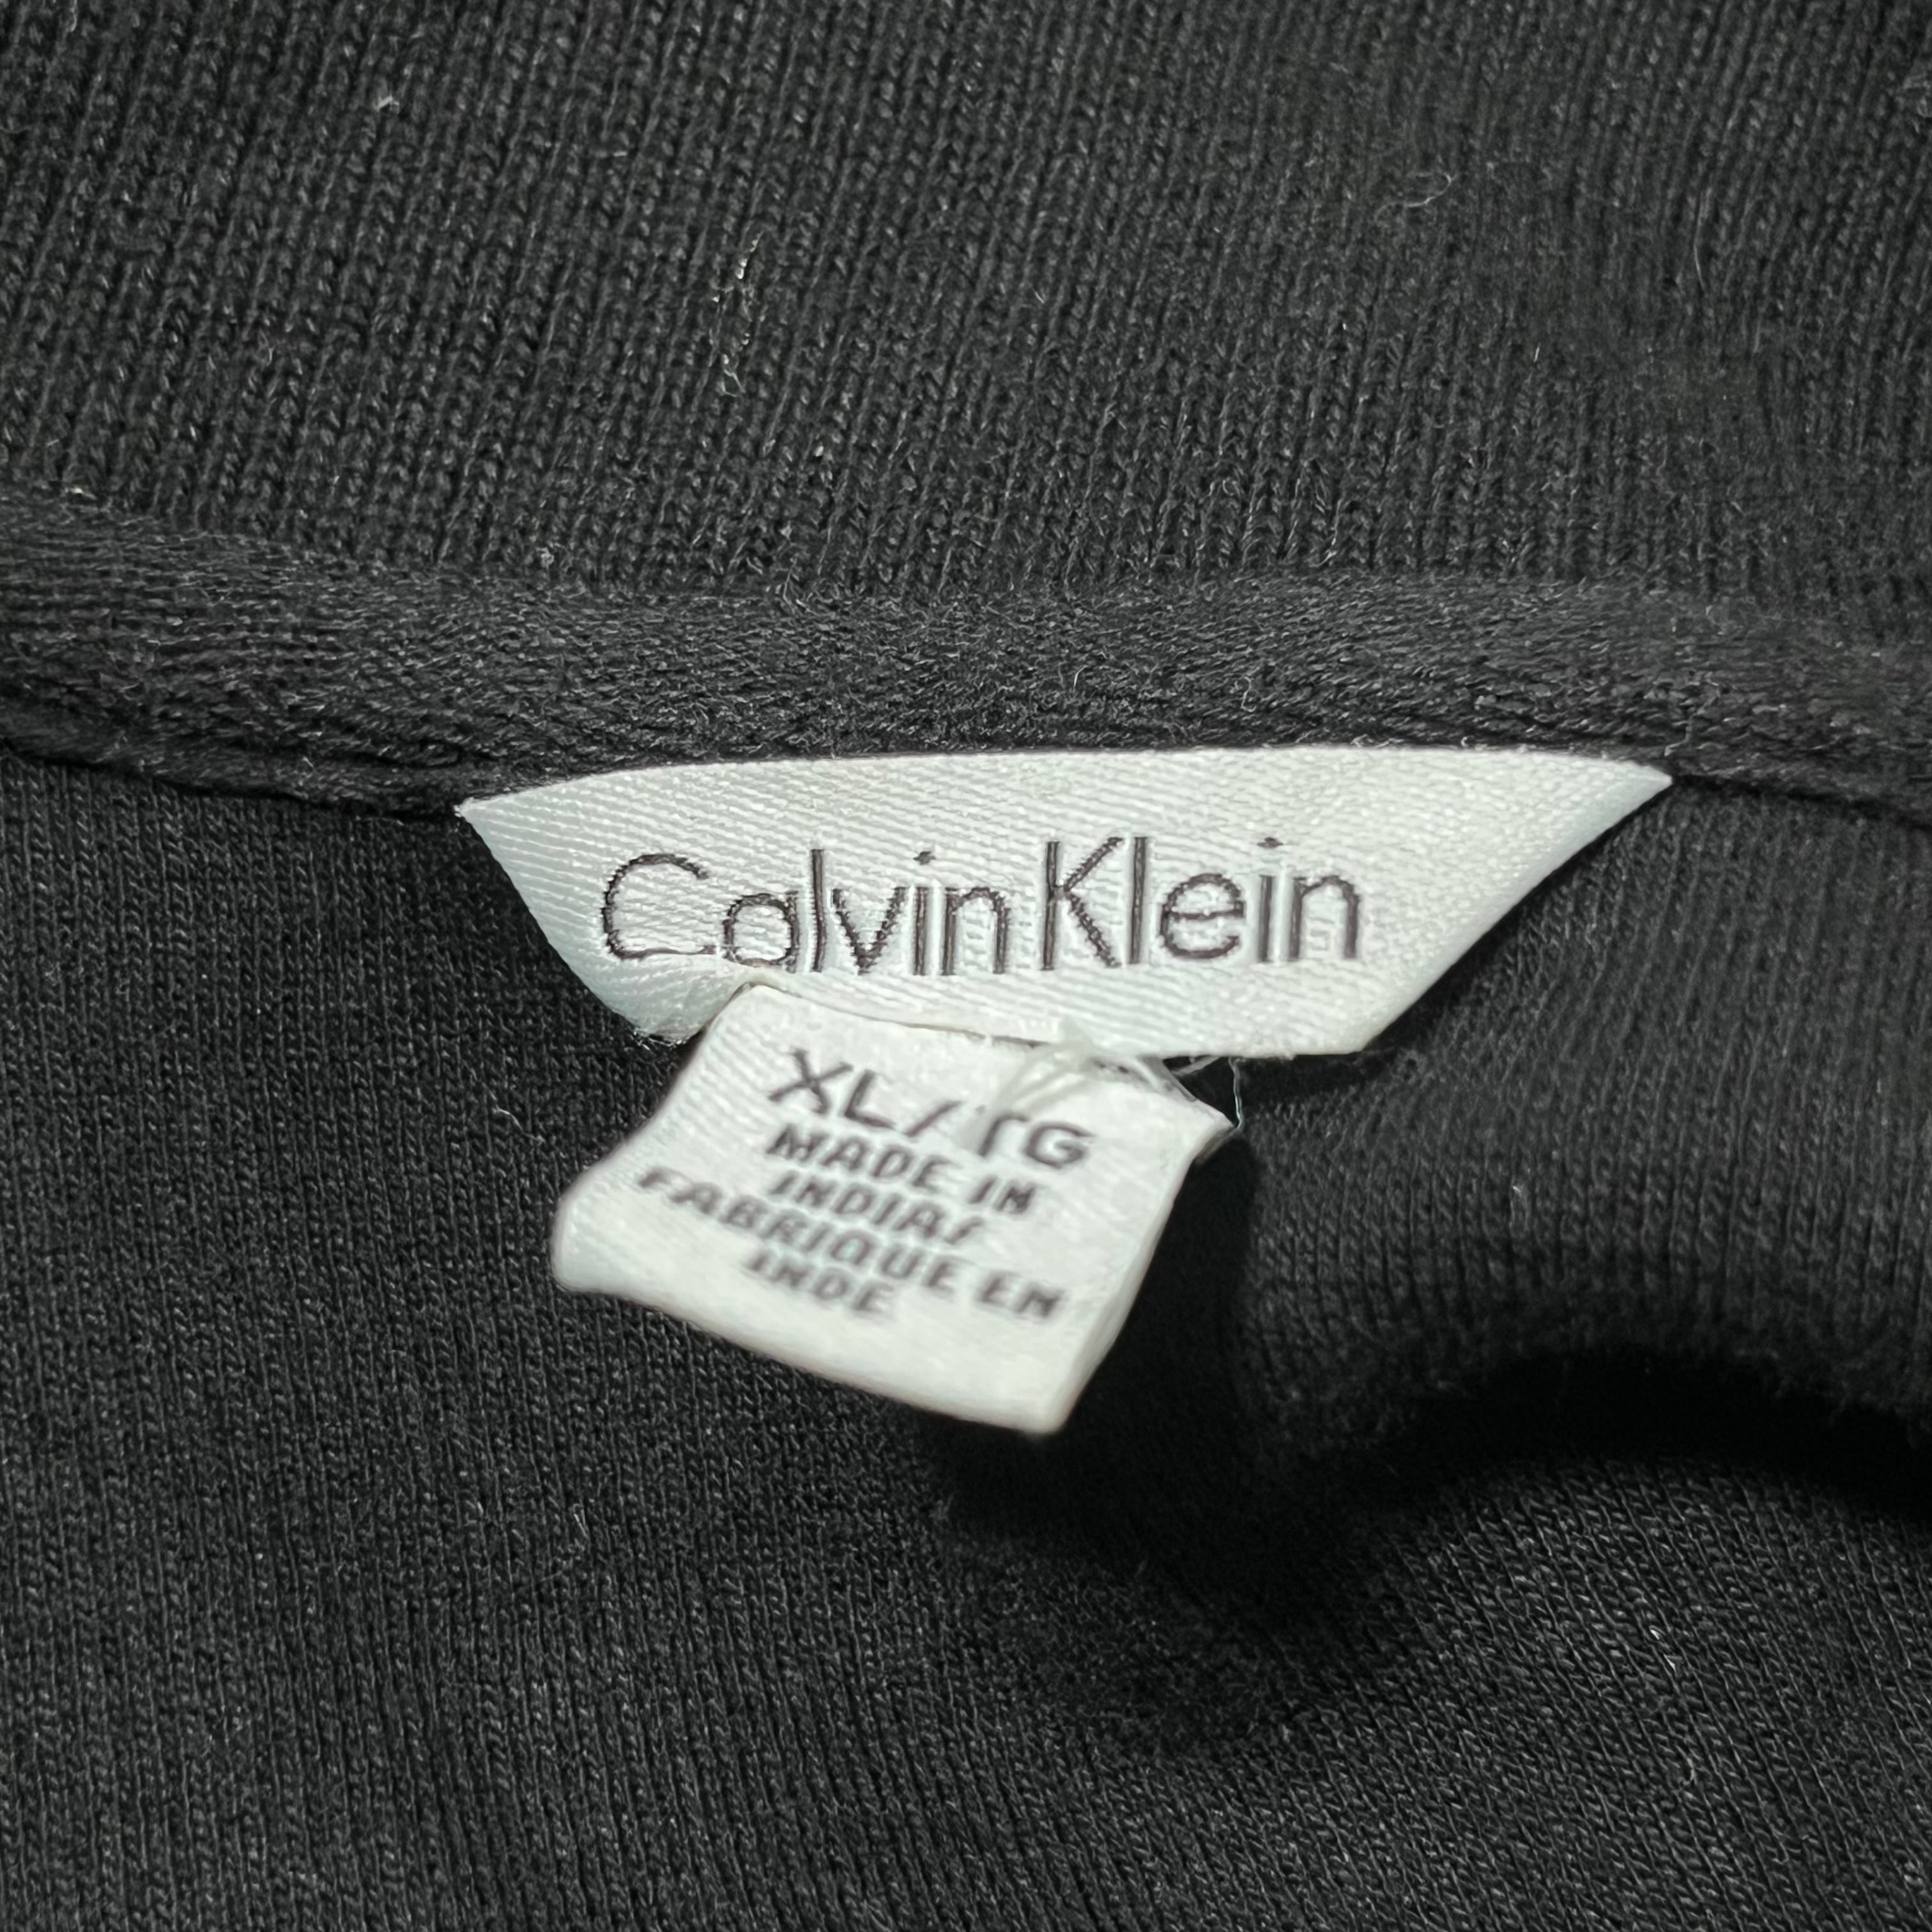 Calvin Klein
XL/TG
MADE IN
INDIA/
FABRIQUE EN
INDE